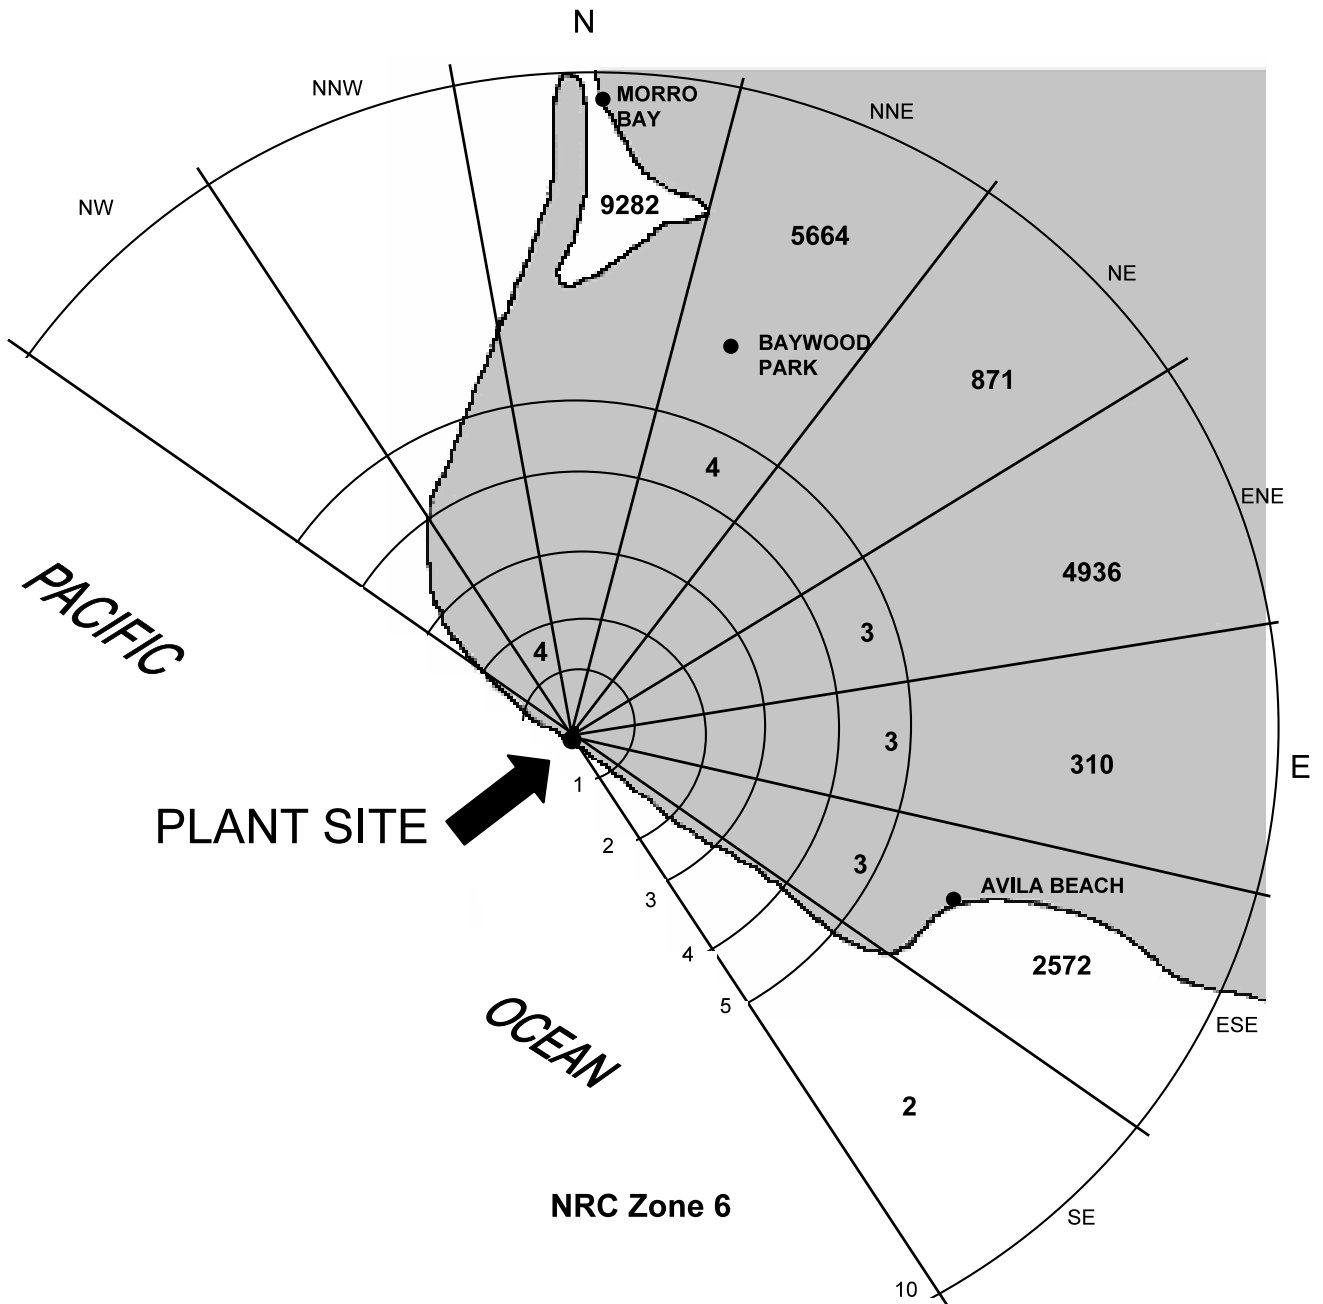 N
NNW
MORRO
BAY
NNE
NW
9282
5664
NE
BAYWOOD
PARK
871
4
ENE
4936
3
4
PACIFIC
3
310
E
1
PLANT SITE
2
3
AVILA BEACH
3
4
2572
5
OCEAN
ESE
2
NRC Zone 6
SE
10